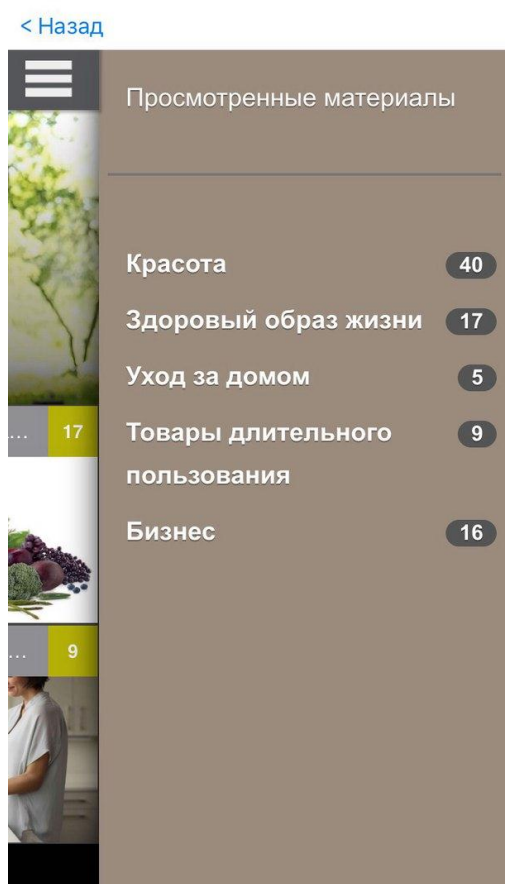 < Назад
Просмотренные материалы
Красота 40
Здоровый образ жизни 17
Уход за домом 5
... 17
Товары длительного 9
пользования
Бизнес 16
... 9